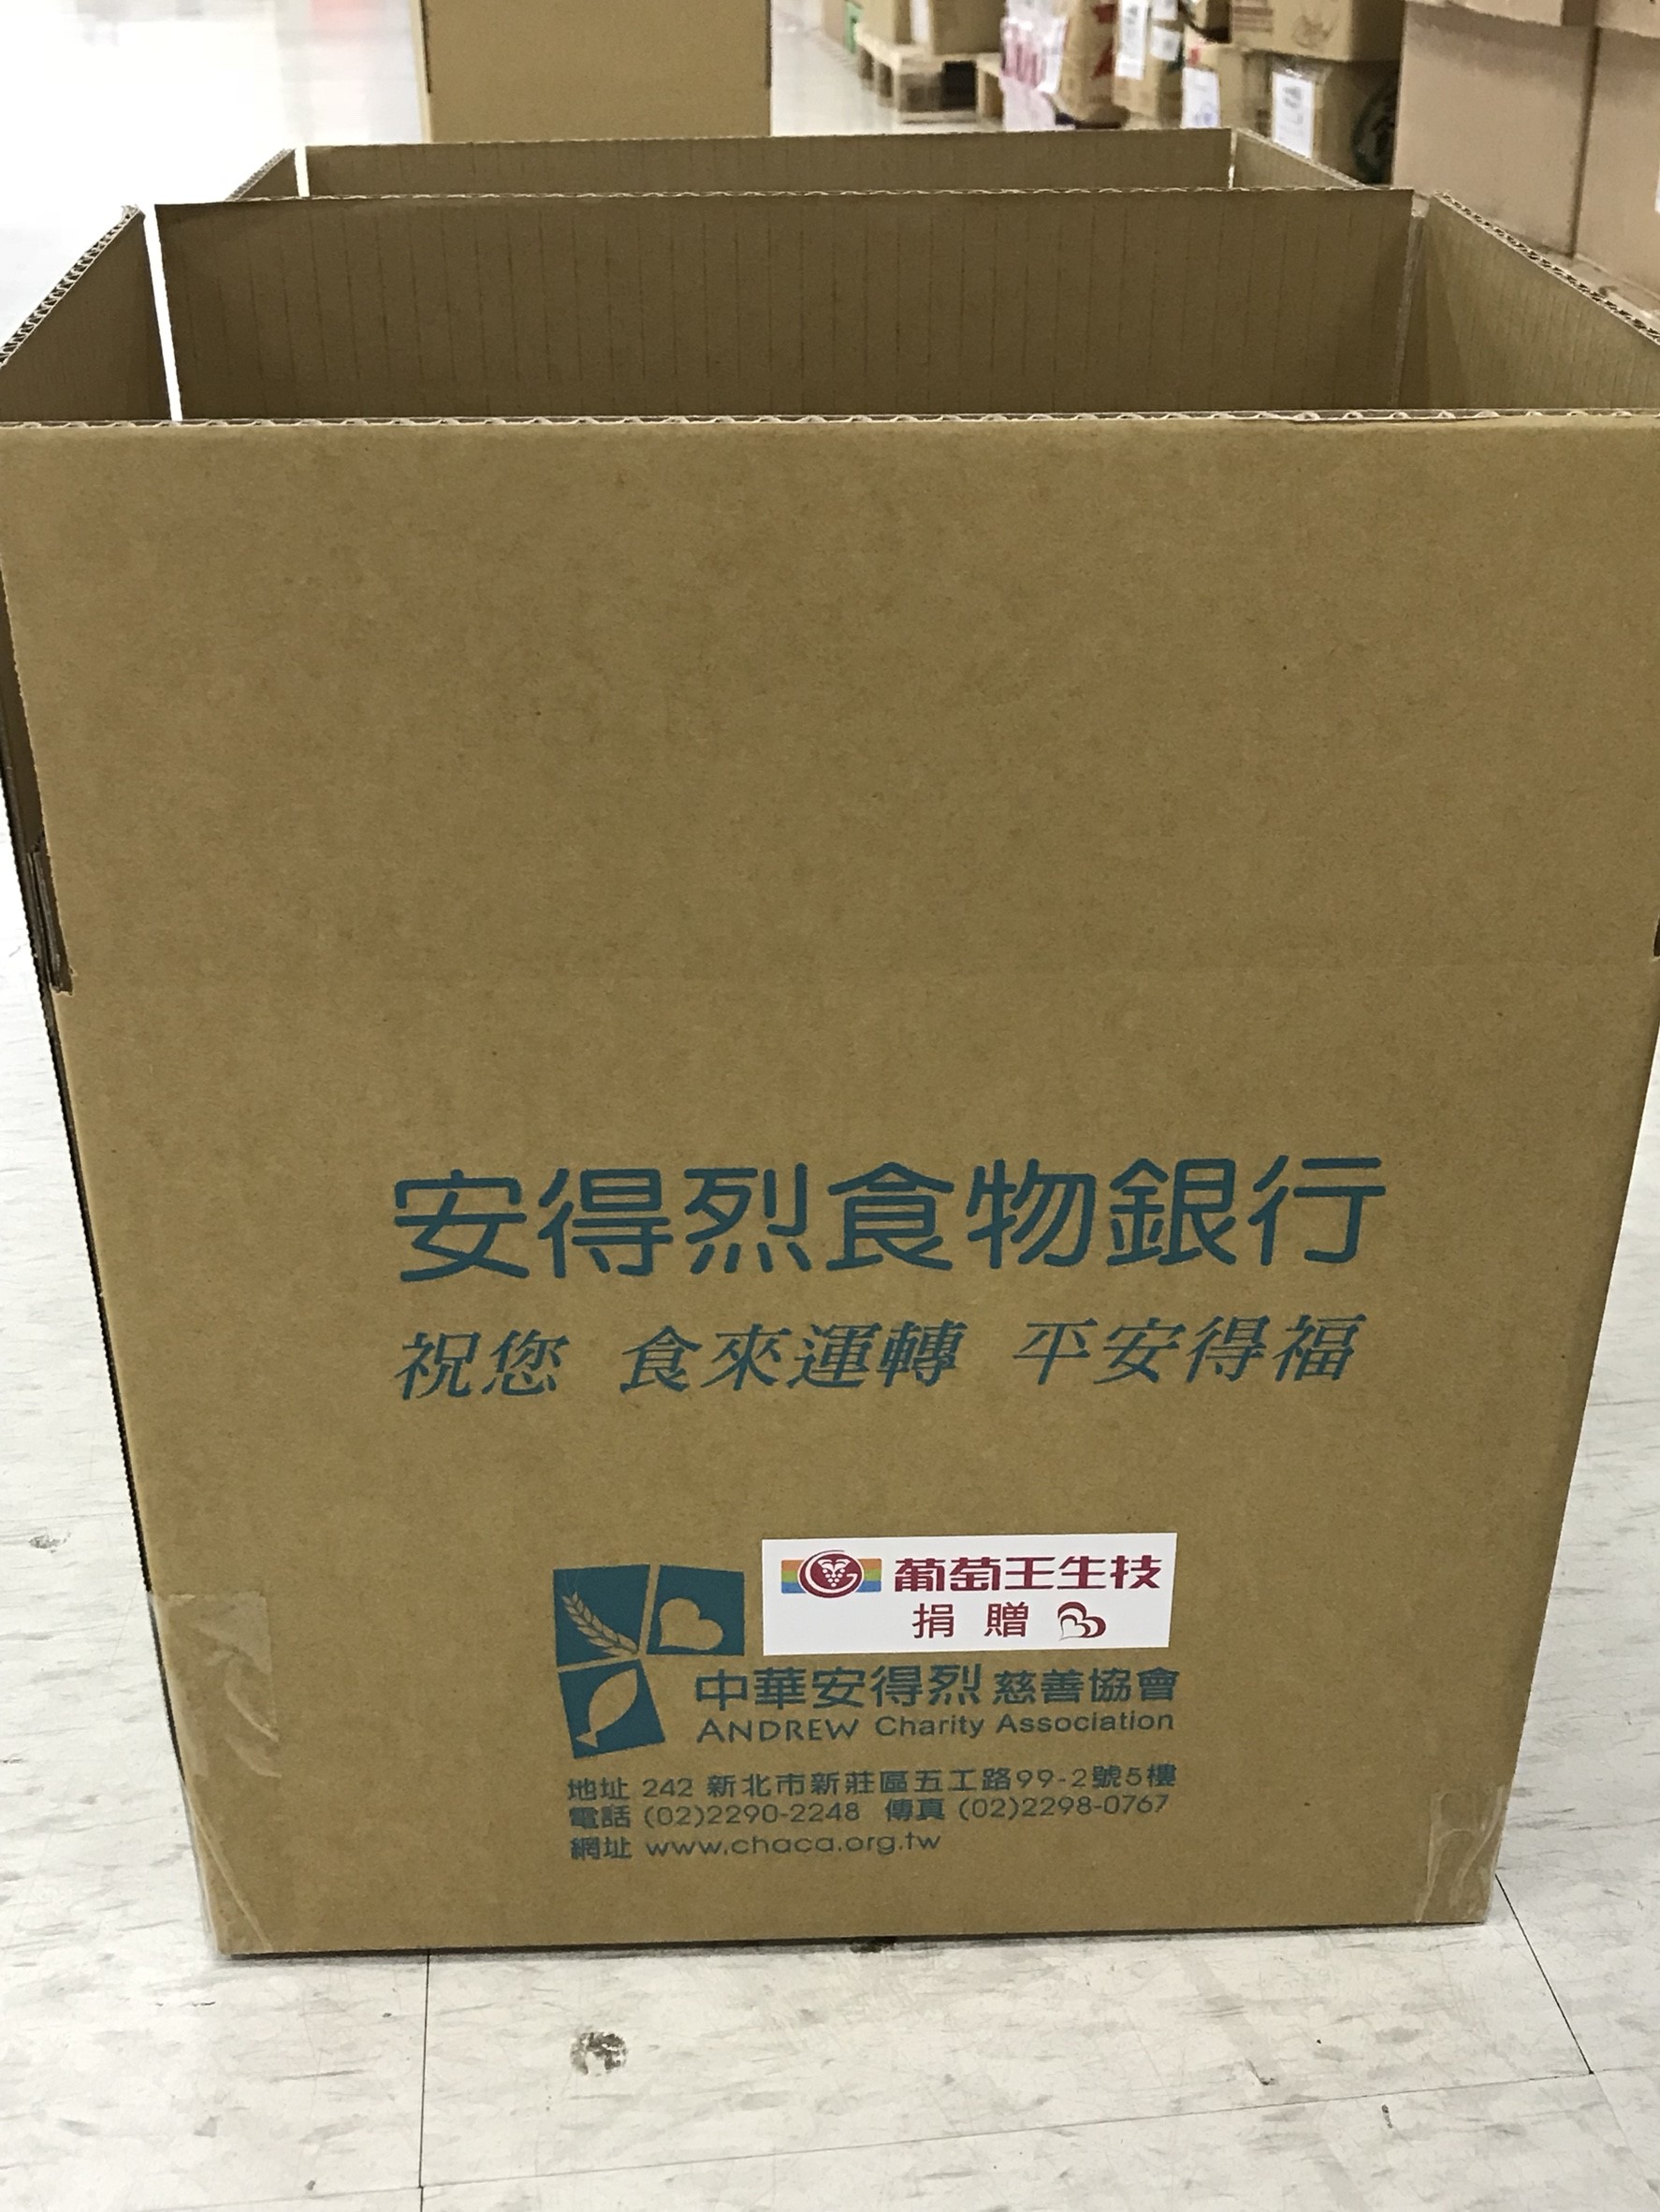 安得烈食物銀行
祝您 食來運轉 平安得福
葡萄王生技
捐贈
中華安得烈慈善協會
ANDREW Charity Association
地址 242 新北市新莊區五工路99-2號5樓
電話 (02)2290-2248 傳真 (02)2298-0767
網址 www.chaca.org.tw